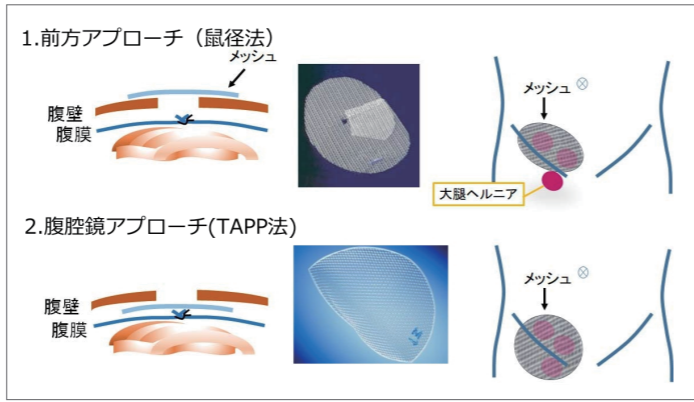 1.前方アプローチ（鼠径法）
メッシュ
腹壁
腹膜
メッシュ
大腿ヘルニア
2.腹腔鏡アプローチ(TAPP法)
腹壁
腹膜
メッシュ